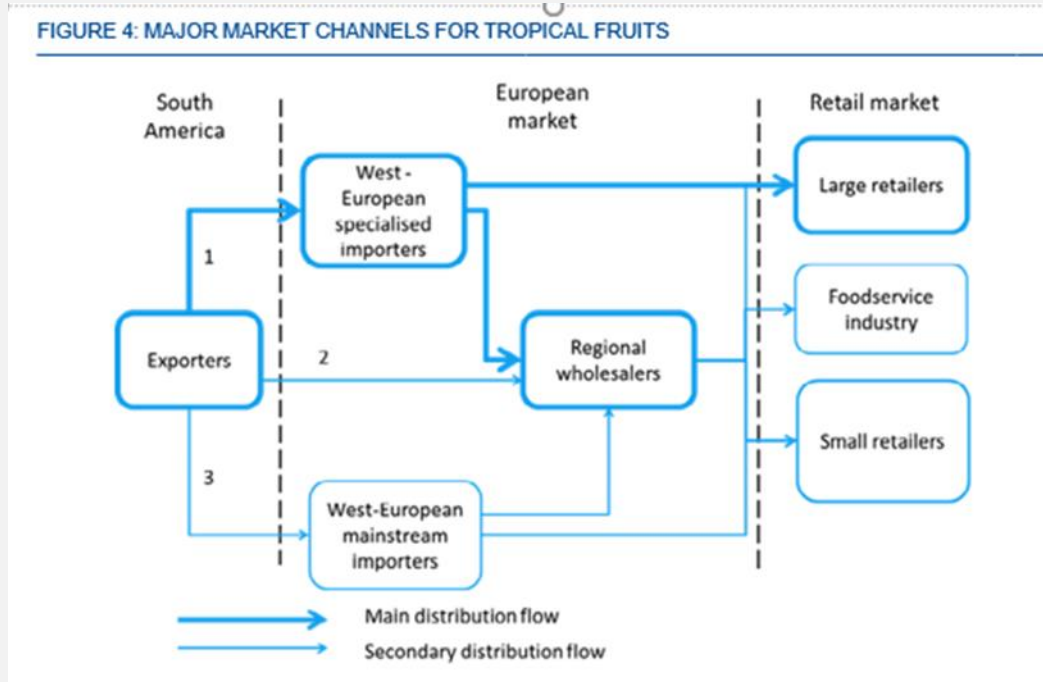 FIGURE 4: MAJOR MARKET CHANNELS FOR TROPICAL FRUITS
South
America
European
market
Retail market
West -
European
specialised
importers
Large retailers
1
Foodservice
industry
Exporters
2
Regional
wholesalers
Small retailers
3
West-European
mainstream
importers
Main distribution flow
Secondary distribution flow